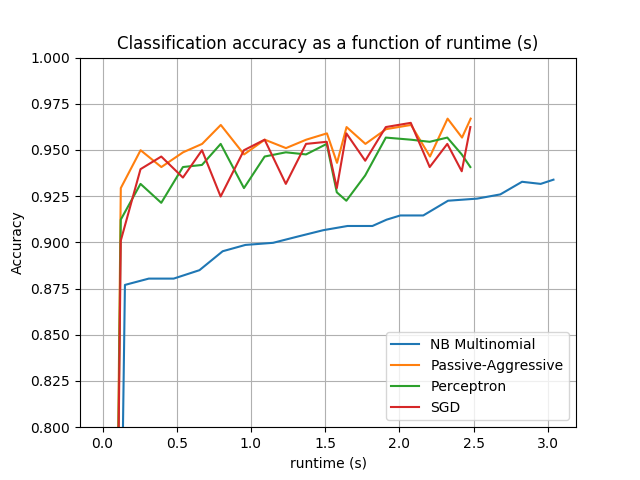 Classification accuracy as a function of runtime (s)
1.000
0.975
0.950
0.925
0.900
0.875
0.850
0.825
0.800
Accuracy
NB Multinomial
Passive-Aggressive
Perceptron
SGD
0.0 0.5 1.0 1.5 2.0 2.5 3.0
runtime (s)